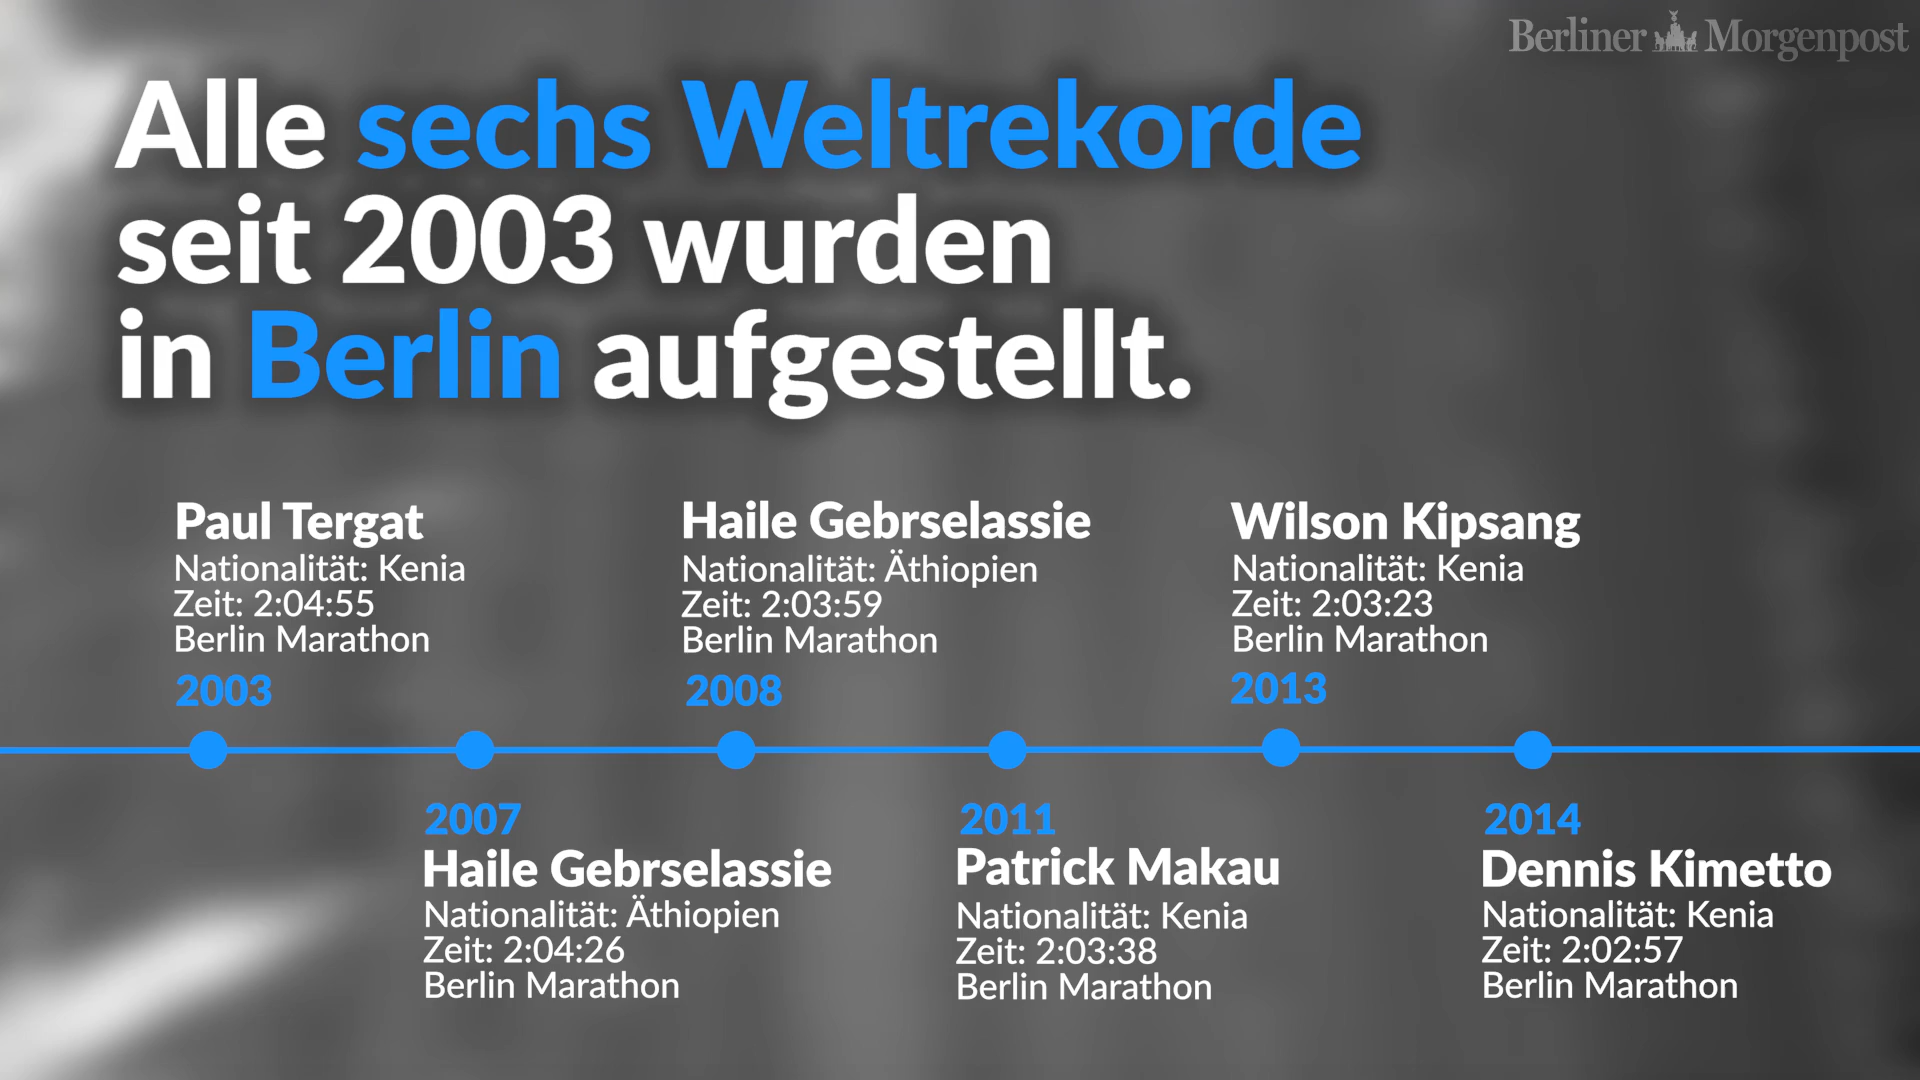 Berliner Morgenpost
Alle sechs Weltrekorde
seit 2003 wurden
in Berlin aufgestellt.
Paul Tergat
Nationalität: Kenia
Zeit: 2:04:55
Berlin Marathon
2003
2007
Haile Gebrselassie
Nationalität: Äthiopien
Zeit: 2:04:26
Berlin Marathon
Haile Gebrselassie
Nationalität: Äthiopien
Zeit: 2:03:59
Berlin Marathon
2008
2011
Patrick Makau
Nationalität: Kenia
Zeit: 2:03:38
Berlin Marathon
Wilson Kipsang
Nationalität: Kenia
Zeit: 2:03:23
Berlin Marathon
2013
2014
Dennis Kimetto
Nationalität: Kenia
Zeit: 2:02:57
Berlin Marathon